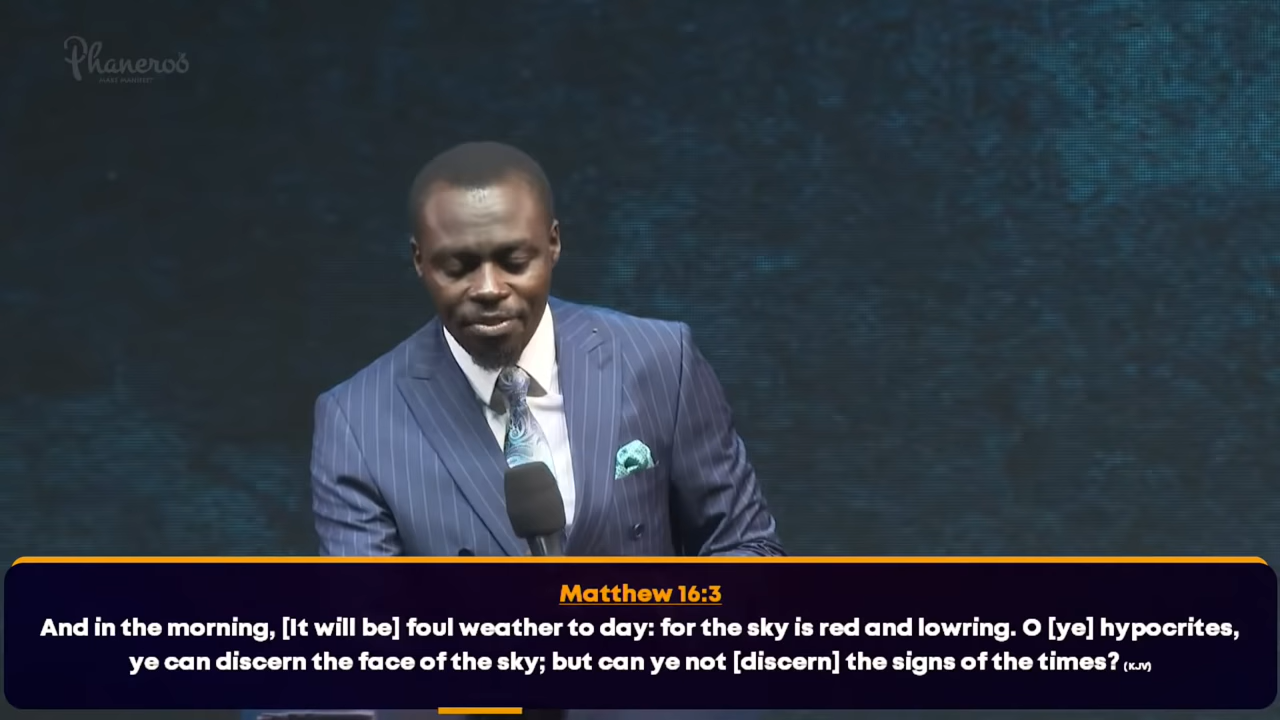 Phaneroo
MAKE MANIFEST
Matthew 16:3
And in the morning, [It will be] foul weather to day: for the sky is red and lowring. O [ye] hypocrites,
ye can discern the face of the sky; but can ye not [discern] the signs of the times? (KJV)